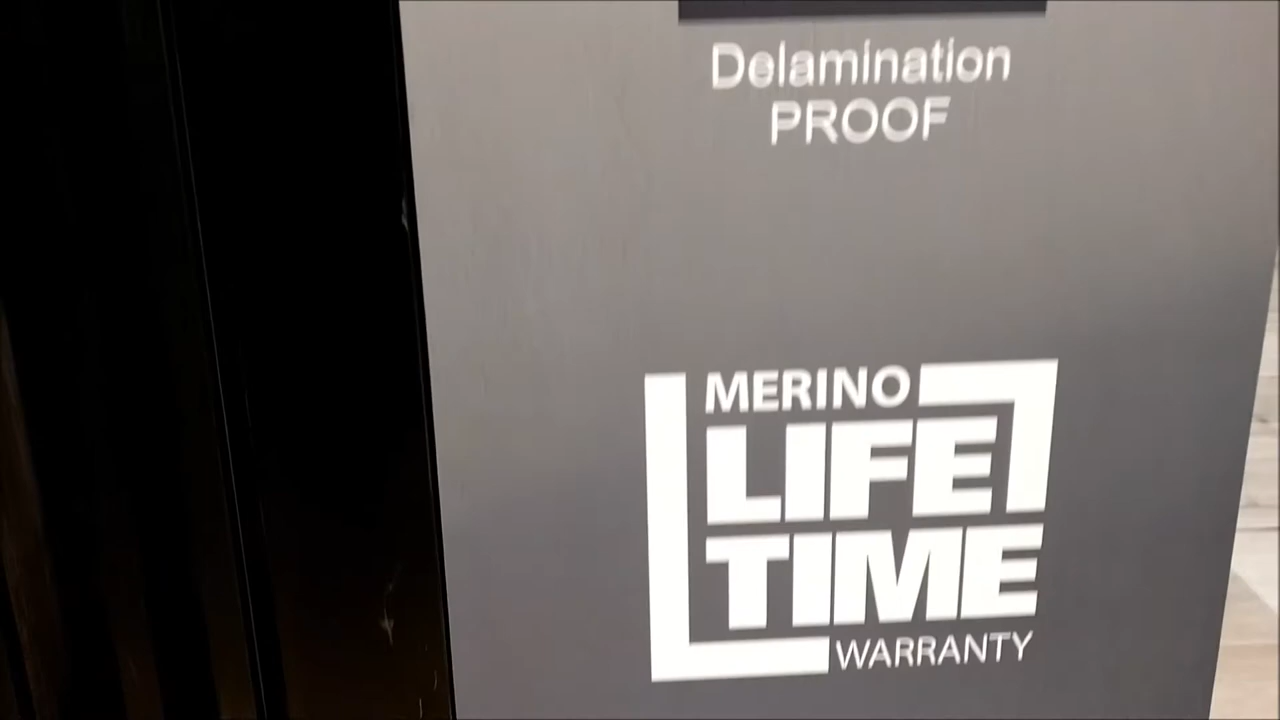 Delamination
PROOF
MERINO
LIFE
TIME
WARRANTY